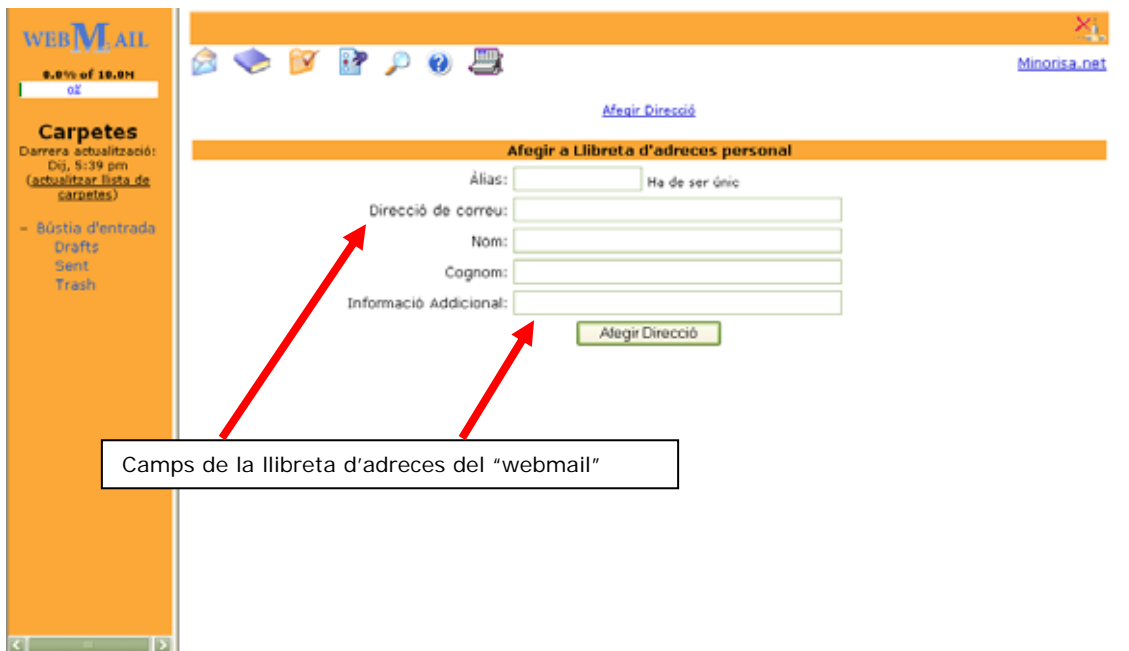 WEBMAIL
0.0% of 10.0M
0%
Carpetes
Darrera actualització:
Dij, 5:39 pm
(actualitzar llista de
carpetes)
– Bústia d'entrada
Drafts
Sent
Trash
Minorisa.net
Afegir Direcció
Afegir a Llibreta d'adreces personal
Àlias: Ha de ser únic
Direcció de correu:
Nom:
Cognom:
Informació Addicional:
Afegir Direcció
Camps de la llibreta d’adreces del “webmail”